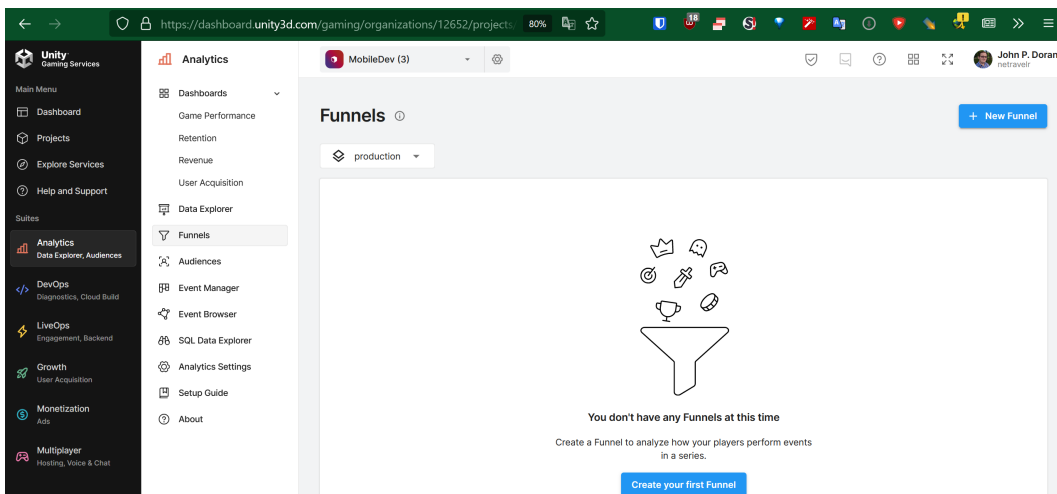 https://dashboard.unity3d.com/gaming/organizations/12652/projects/
80%
18
Unity
Gaming Services
Main Menu
Dashboard
Projects
Explore Services
Help and Support
Suites
Analytics
Data Explorer, Audiences
DevOps
Diagnostics, Cloud Build
LiveOps
Engagement, Backend
Growth
User Acquisition
Monetization
Ads
Multiplayer
Hosting, Voice & Chat
Analytics
Dashboards
Game Performance
Retention
Revenue
User Acquisition
Data Explorer
Funnels
Audiences
Event Manager
Event Browser
SQL Data Explorer
Analytics Settings
Setup Guide
About
MobileDev (3)
John P. Doran
netraveir
Funnels
+ New Funnel
production
You don't have any Funnels at this time
Create a Funnel to analyze how your players perform events
in a series.
Create your first Funnel